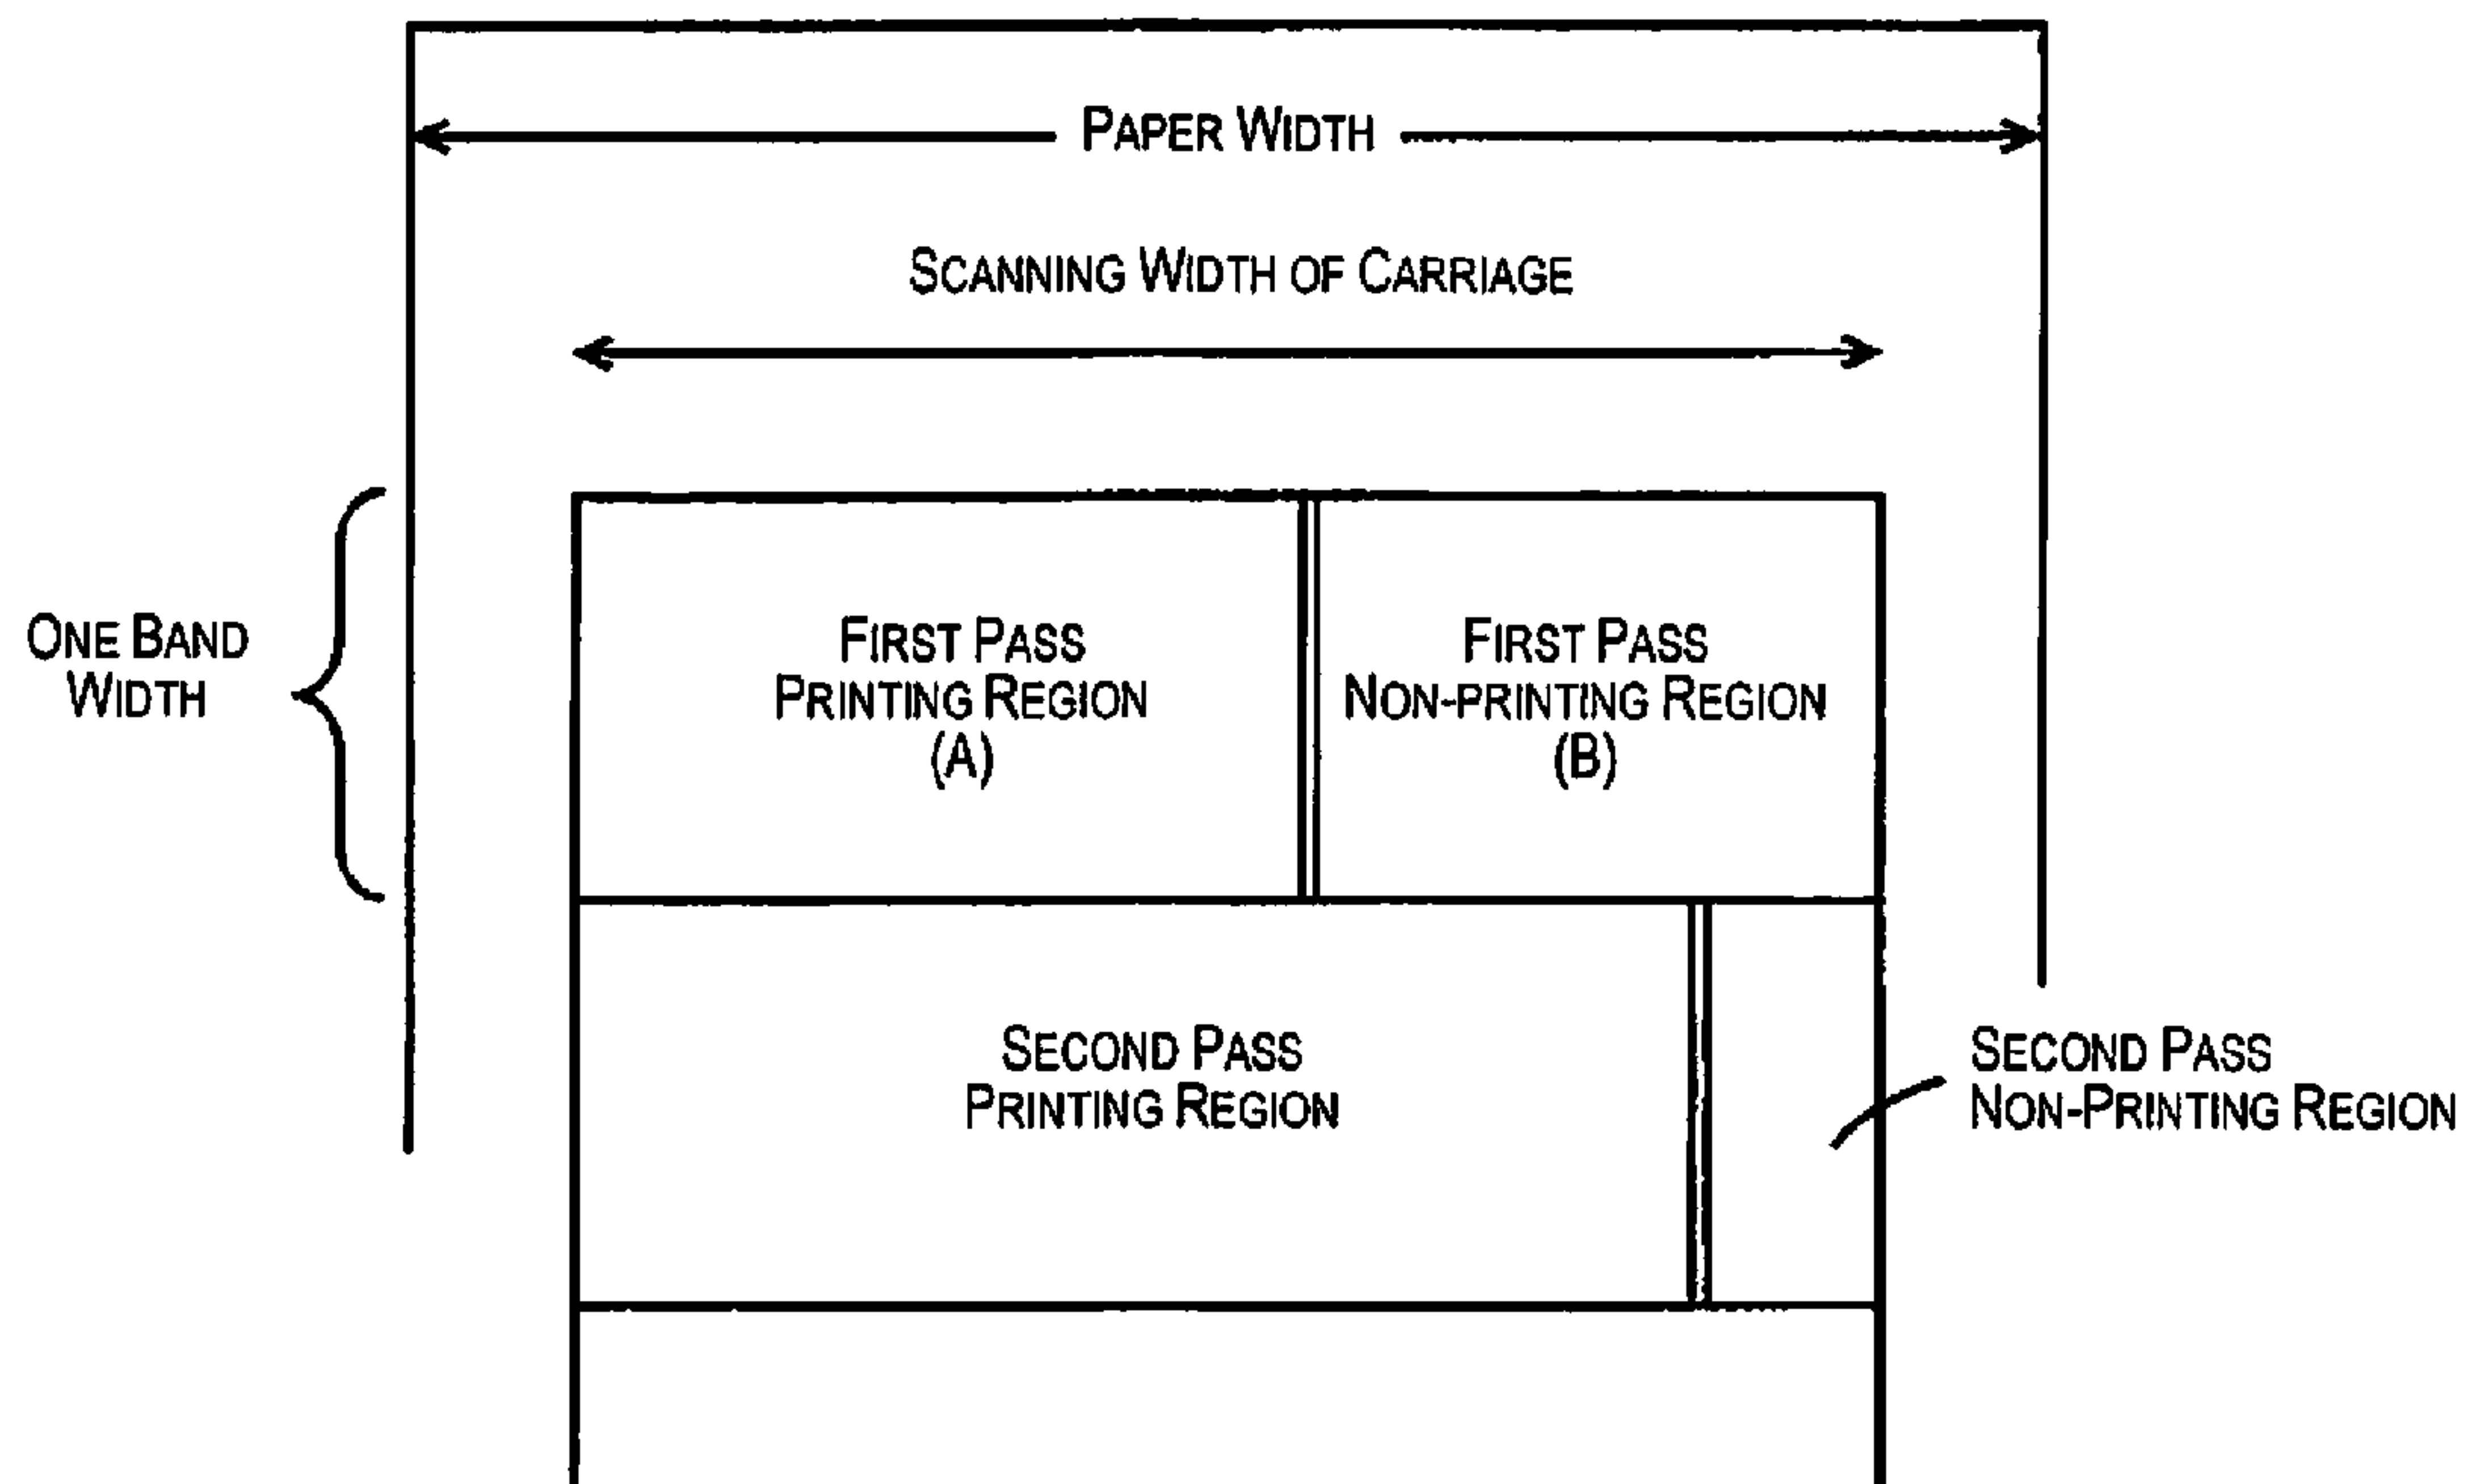 PAPER WIDTH
SCANNING WIDTH OF CARRIAGE
ONE BAND
WIDTH
FIRST PASS
PRINTING REGION
(A)
FIRST PASS
NON-PRINTING REGION
(B)
SECOND PASS
PRINTING REGION
SECOND PASS
NON-PRINTING REGION